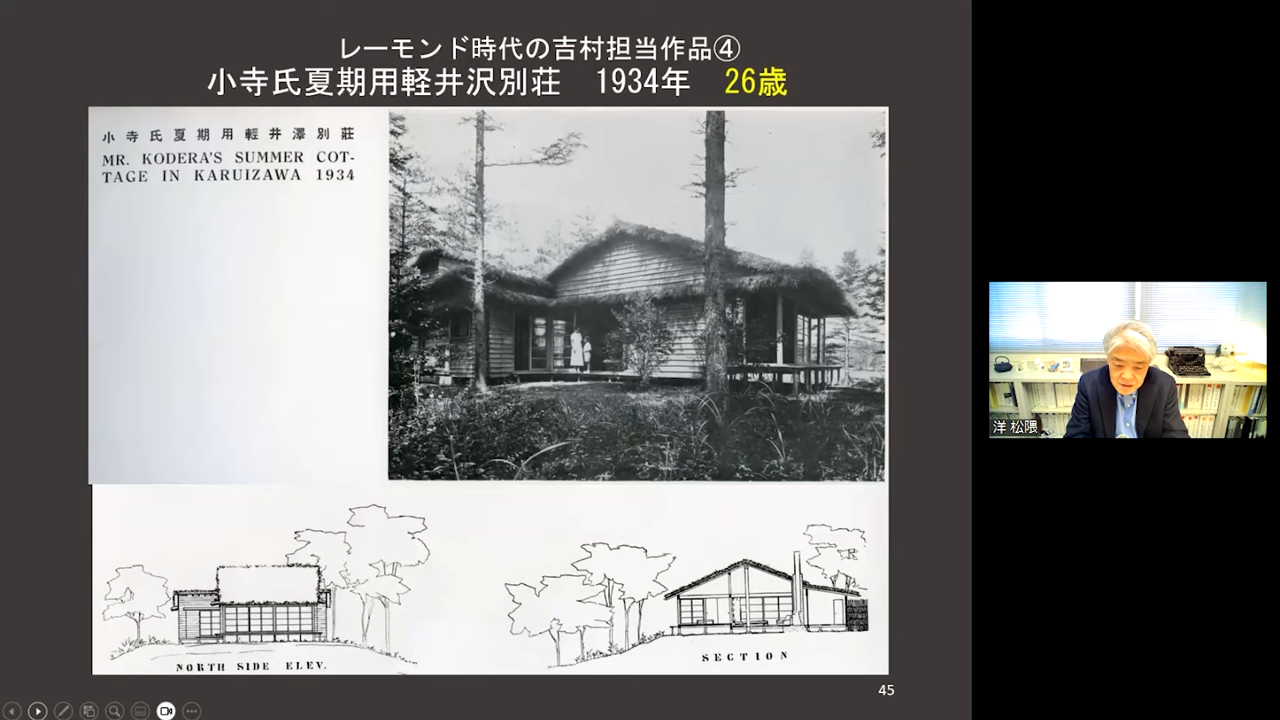 レーモンド時代の吉村担当作品④
小寺氏夏期用軽井沢別荘　1934年　26歳
小寺氏夏期用輕井澤別莊
MR. KODERA'S SUMMER COT-
TAGE IN KARUIZAWA 1934
洋 松隈
NORTH SIDE ELEV.
SECTION
R
45